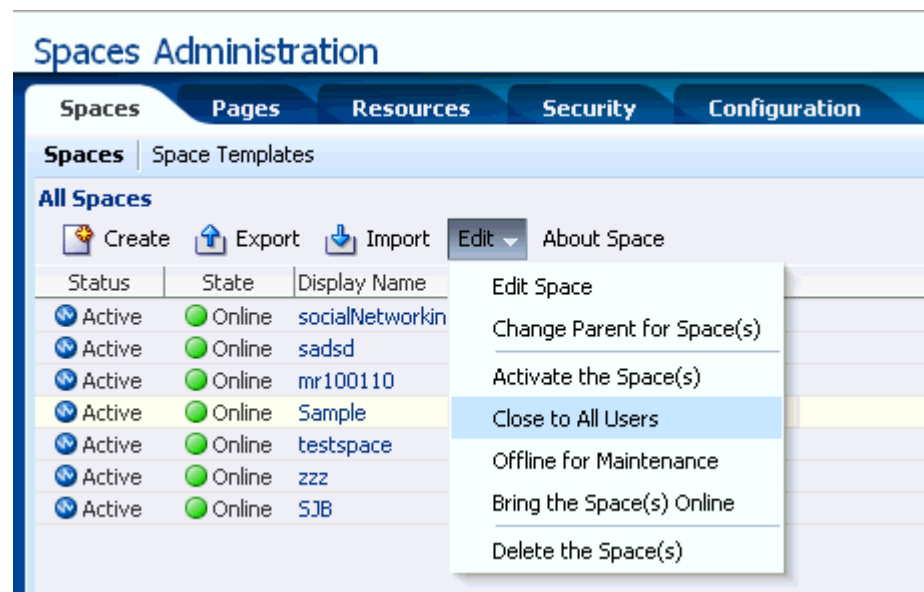 Spaces Administration
Spaces Pages Resources Security Configuration
Spaces Space Templates
All Spaces
Create Export Import Edit About Space
Status State Display Name
Active Online socialNetworkin
Active Online sadsd
Active Online mr100110
Active Online Sample
Active Online testspace
Active Online zzz
Active Online SJB
Edit Space
Change Parent for Space(s)
Activate the Space(s)
Close to All Users
Offline for Maintenance
Bring the Space(s) Online
Delete the Space(s)